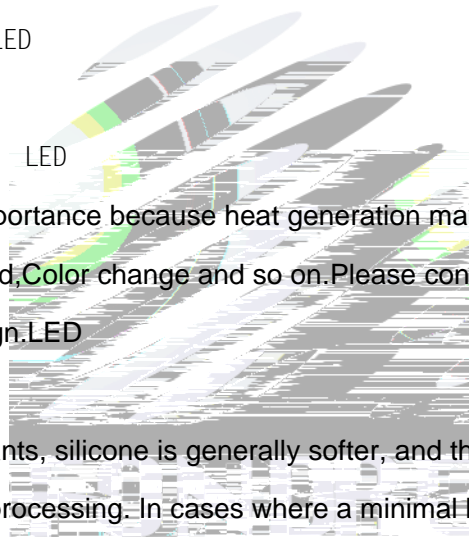 LED
LED
portance because heat generation ma
d,Color change and so on.Please con
gn.LED
nts, silicone is generally softer, and th
processing. In cases where a minimal l